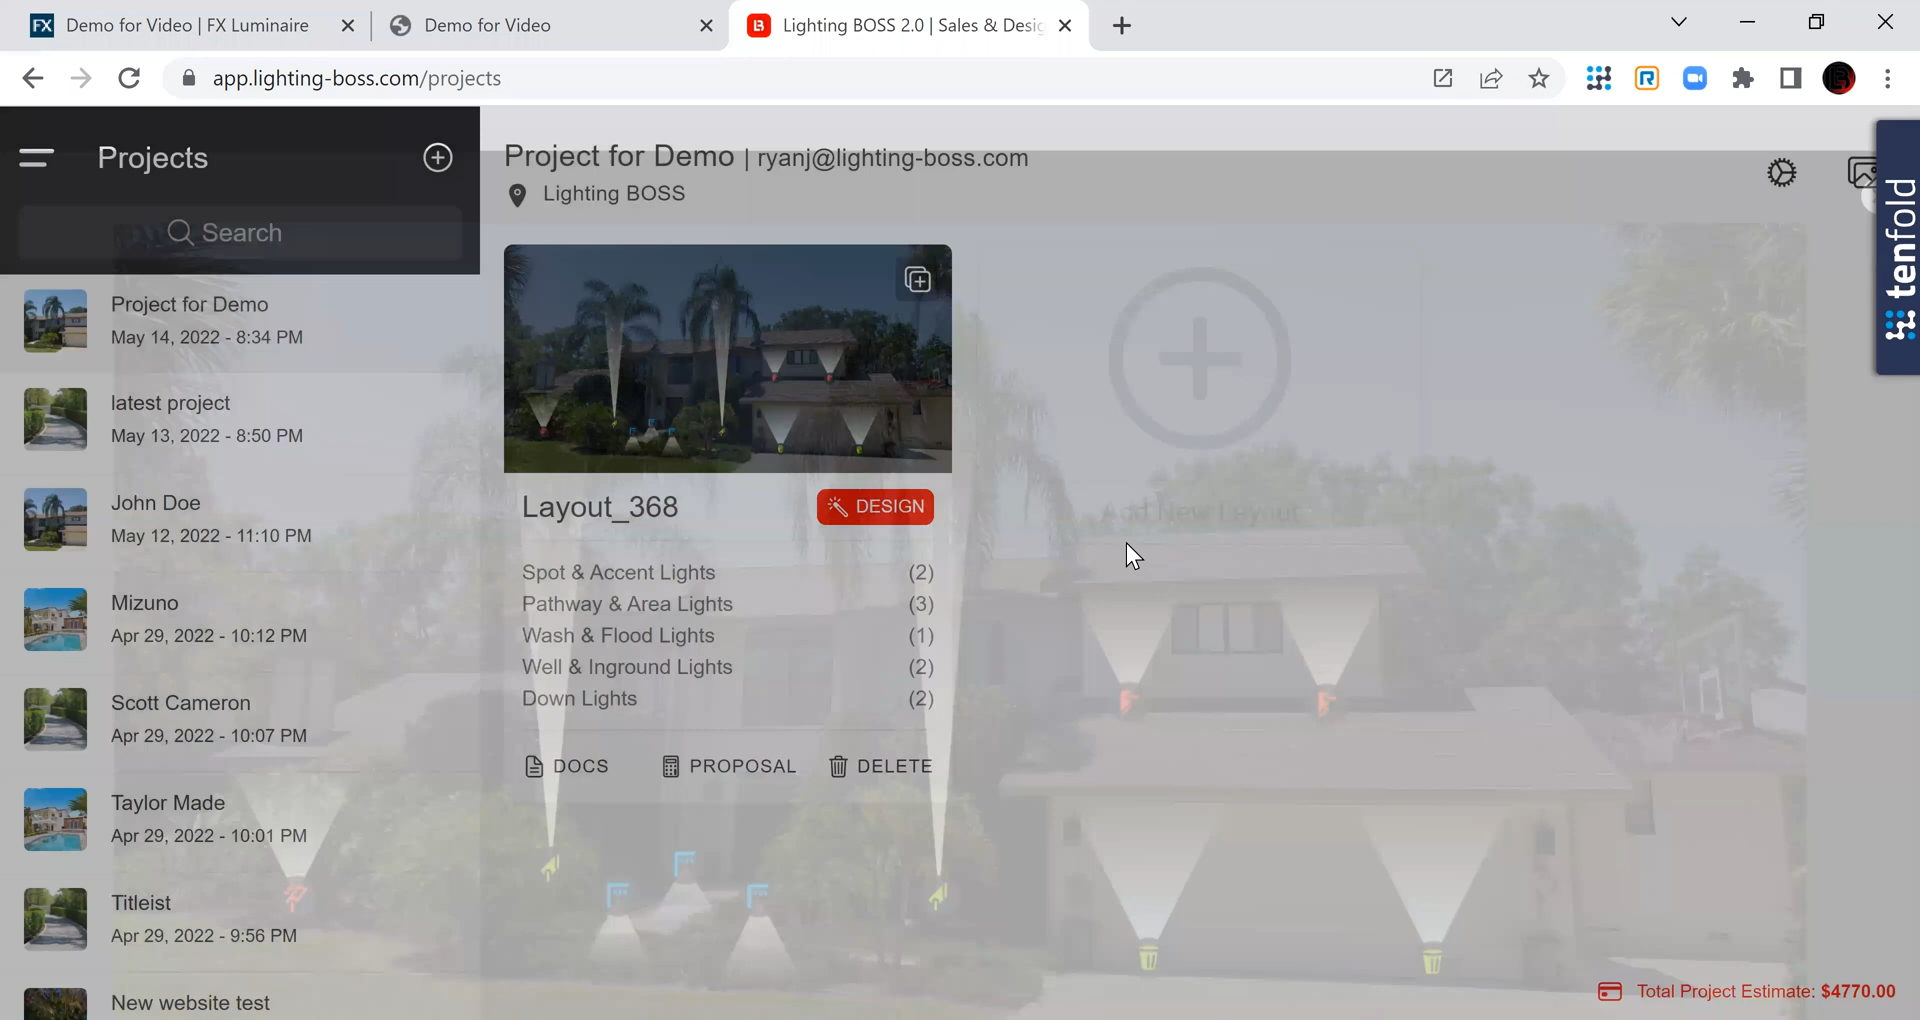 Demo for Video | FX Luminaire
Demo for Video
Lighting BOSS 2.0 | Sales & Desig
app.lighting-boss.com/projects
Projects
Search
Project for Demo | ryanj@lighting-boss.com
Lighting BOSS
tenfold
Project for Demo
May 14, 2022 - 8:34 PM
latest project
May 13, 2022 - 8:50 PM
John Doe
May 12, 2022 - 11:10 PM
Mizuno
Apr 29, 2022 - 10:12 PM
Scott Cameron
Apr 29, 2022 - 10:07 PM
Taylor Made
Apr 29, 2022 - 10:01 PM
Titleist
Apr 29, 2022 - 9:56 PM
New website test
Layout_368
DESIGN
Spot & Accent Lights (2)
Pathway & Area Lights (3)
Wash & Flood Lights (1)
Well & Inground Lights (2)
Down Lights (2)
DOCS PROPOSAL DELETE
Add New Layout
Total Project Estimate: $4770.00